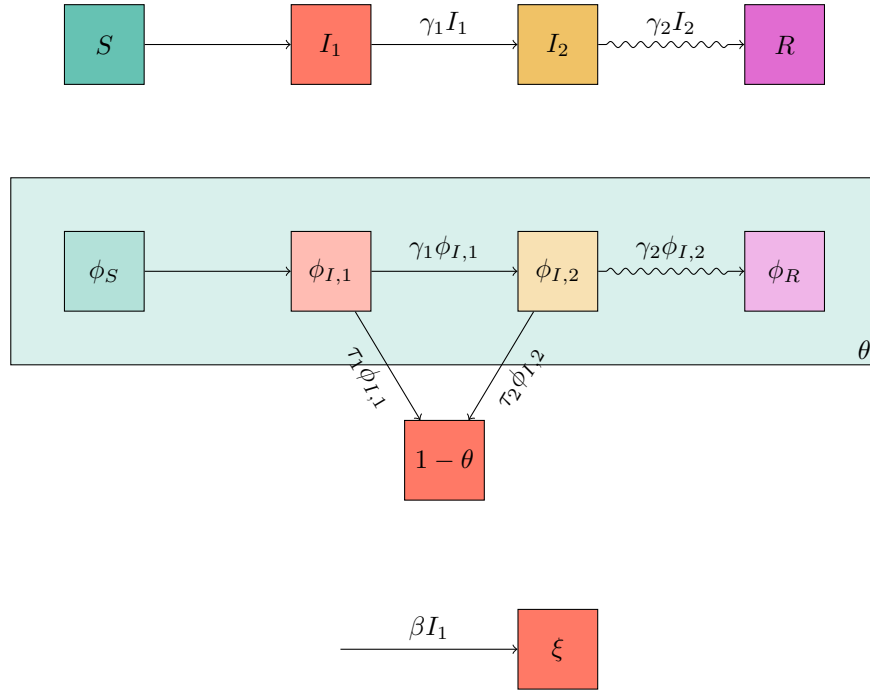 γ₁I₁ γ₂I₂
S I₁ I₂ R
γ₁ϕ_{I,1} γ₂ϕ_{I,2}
ϕ_S ϕ_{I,1} ϕ_{I,2} ϕ_R
θ
τ₁ϕ_{I,1} τ₂ϕ_{I,2}
1 − θ
βI₁
ξ